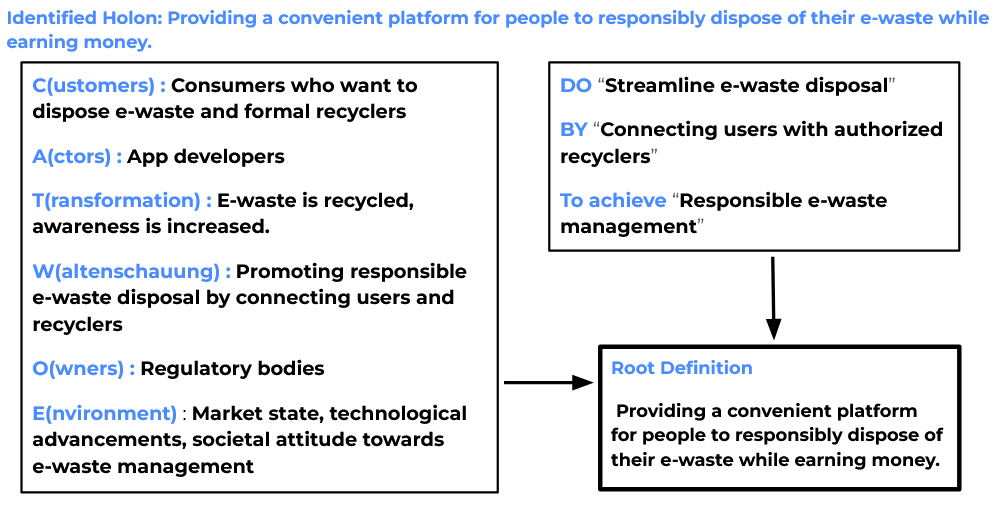 Identified Holon: Providing a convenient platform for people to responsibly dispose of their e-waste while
earning money.
C(ustomers) : Consumers who want to
dispose e-waste and formal recyclers
A(ctors) : App developers
T(ransformation) : E-waste is recycled,
awareness is increased.
W(altenschauung) : Promoting responsible
e-waste disposal by connecting users and
recyclers
O(wners) : Regulatory bodies
E(nvironment) : Market state, technological
advancements, societal attitude towards
e-waste management
DO “Streamline e-waste disposal”
BY “Connecting users with authorized
recyclers”
To achieve “Responsible e-waste
management”
Root Definition
Providing a convenient platform
for people to responsibly dispose of
their e-waste while earning money.